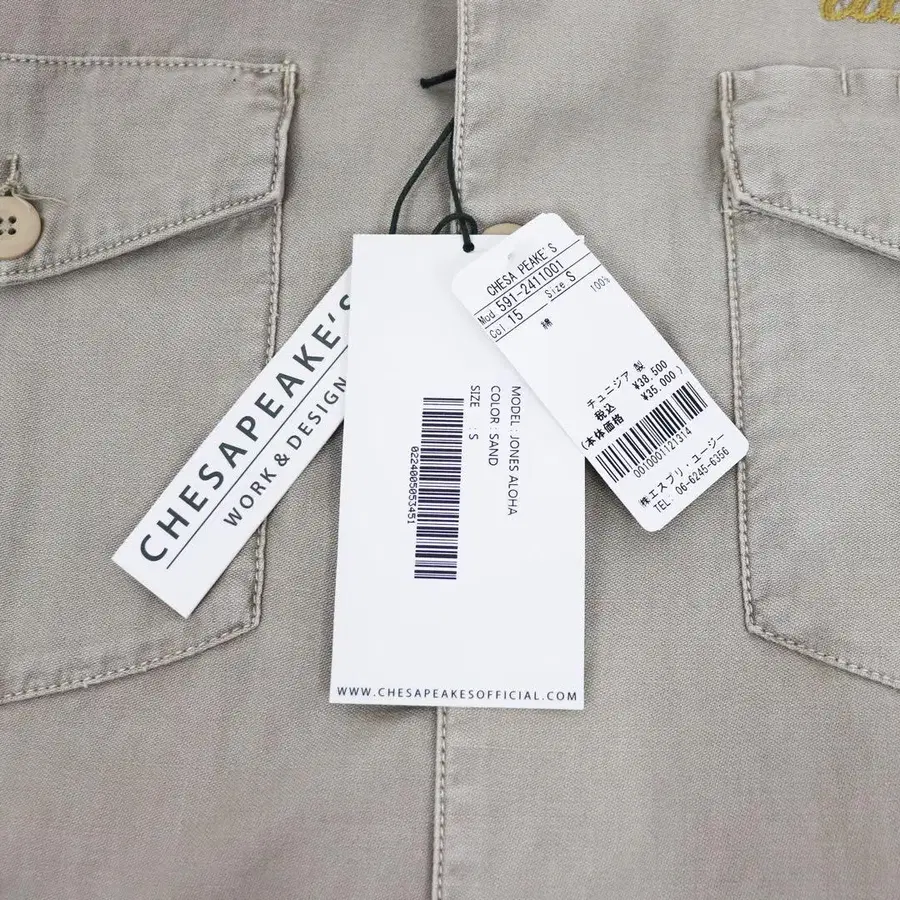 CHESAPEAKE'S
WORK & DESIGN
MODEL : JONES ALOHA
COLOR : SAND
SIZE : S
0224005053451
WWW.CHESAPEAKESOFFICIAL.COM
CHESA PEAKE'S
Mod 591-2411001
Col 15 Size S
綿 100%
チュニジア 製
税込 ¥38,500
(本体価格 ¥35,000 )
0010001121314
㈱エスプリ．ユージー
TEL: 06-6245-6356